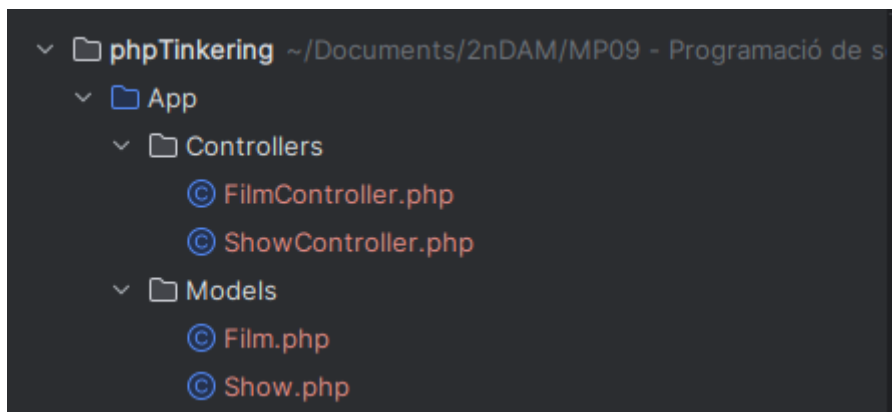 phpTinkering ~/Documents/2nDAM/MP09 - Programació de s
App
Controllers
FilmController.php
ShowController.php
Models
Film.php
Show.php